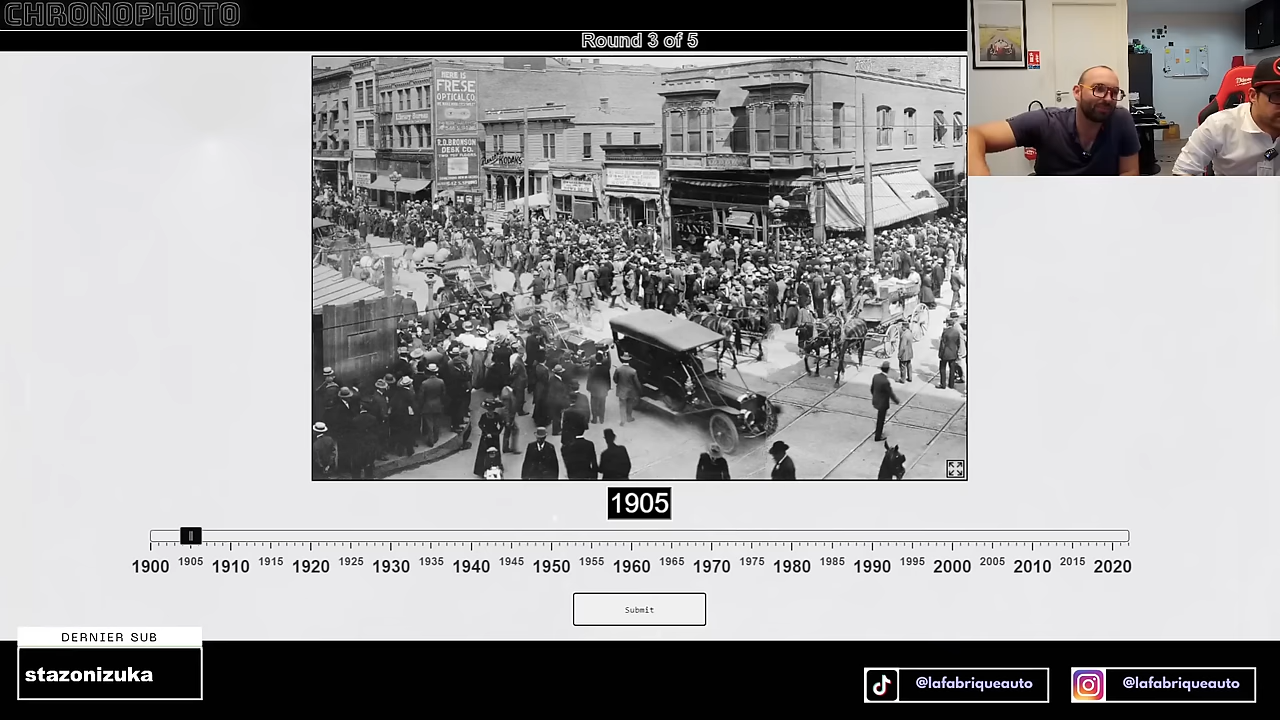 CHRONOPHOTO
Round 3 of 5
HERE IS
FRESE
OPTICAL CO.
Library Bureau
R.D. BRONSON
DESK CO.
KODAKS
BANK
1905
1900 1905 1910 1915 1920 1925 1930 1935 1940 1945 1950 1955 1960 1965 1970 1975 1980 1985 1990 1995 2000 2005 2010 2015 2020
Submit
DERNIER SUB
stazonizuka
@lafabriqueauto
@lafabriqueauto